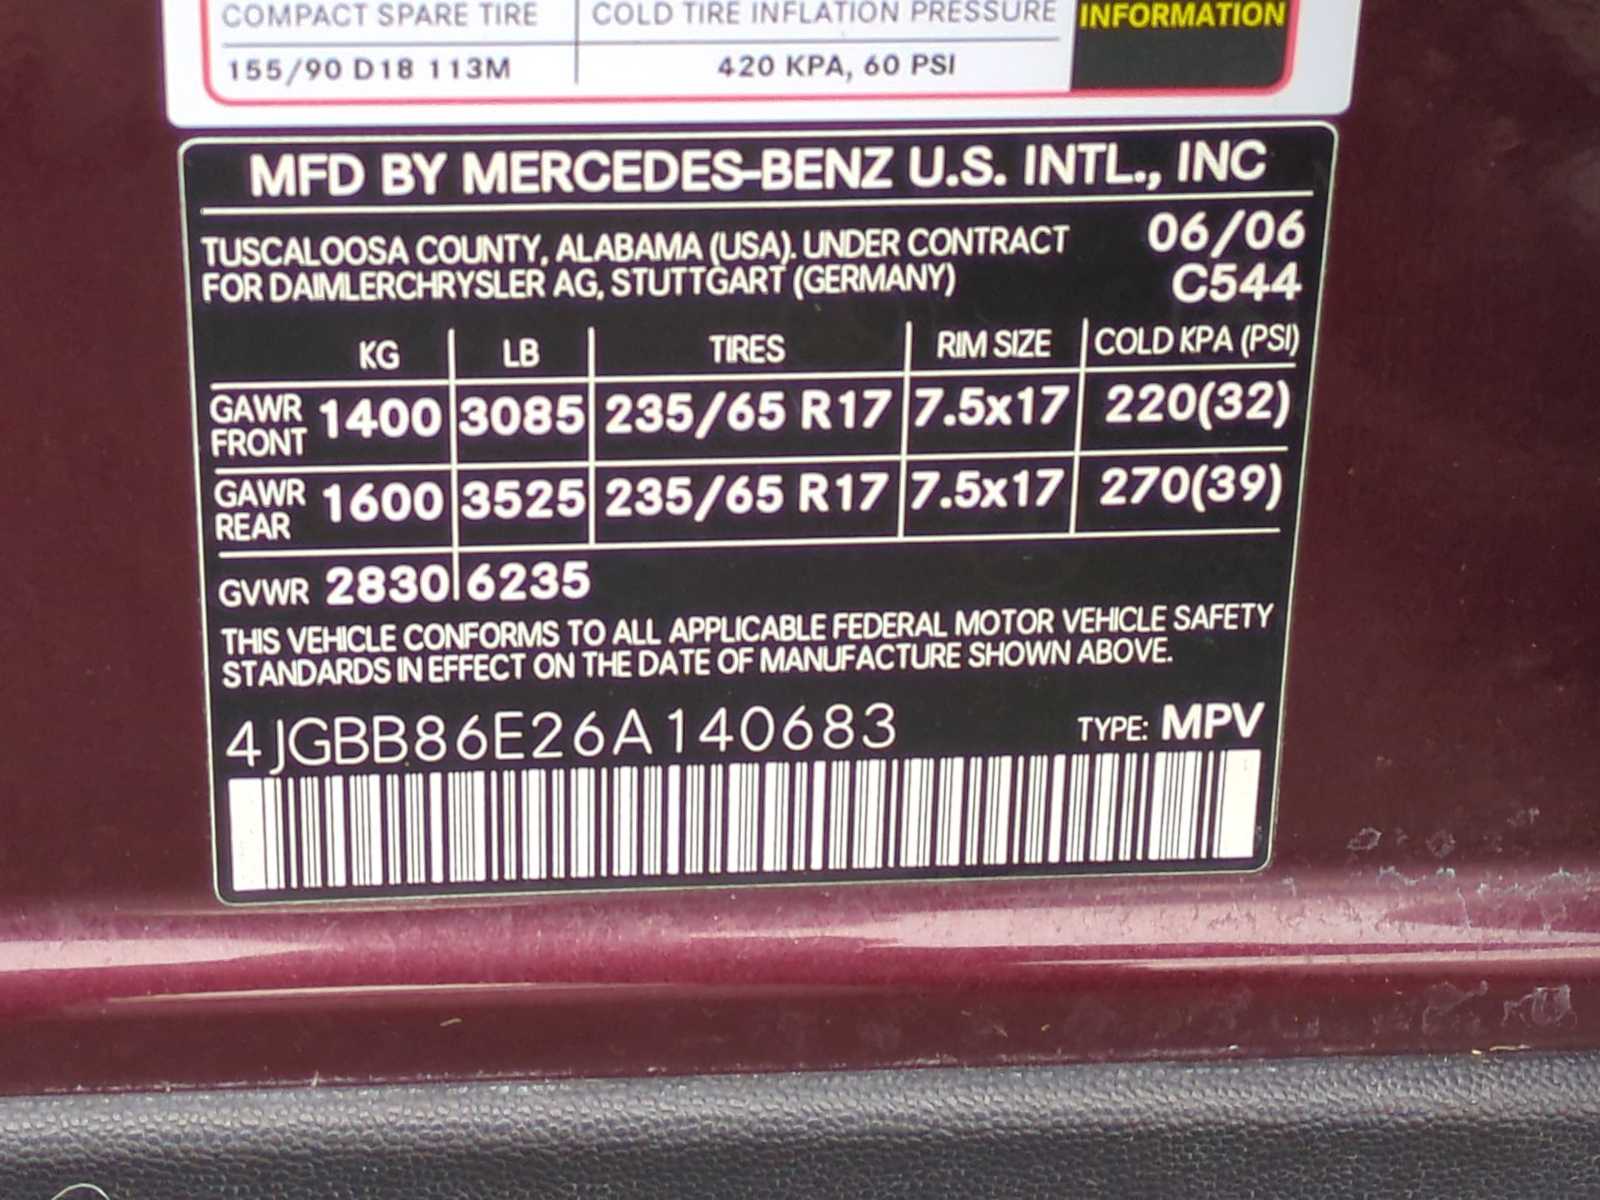 COMPACT SPARE TIRE COLD TIRE INFLATION PRESSURE INFORMATION
155/90 D18 113M 420 KPA, 60 PSI
MFD BY MERCEDES-BENZ U.S. INTL., INC
TUSCALOOSA COUNTY, ALABAMA (USA). UNDER CONTRACT 06/06
FOR DAIMLERCHRYSLER AG, STUTTGART (GERMANY) C544
KG LB TIRES RIM SIZE COLD KPA (PSI)
GAWR FRONT 1400 3085 235/65 R17 7.5x17 220(32)
GAWR REAR 1600 3525 235/65 R17 7.5x17 270(39)
GVWR 2830 6235
THIS VEHICLE CONFORMS TO ALL APPLICABLE FEDERAL MOTOR VEHICLE SAFETY
STANDARDS IN EFFECT ON THE DATE OF MANUFACTURE SHOWN ABOVE.
4JGBB86E26A140683 TYPE: MPV